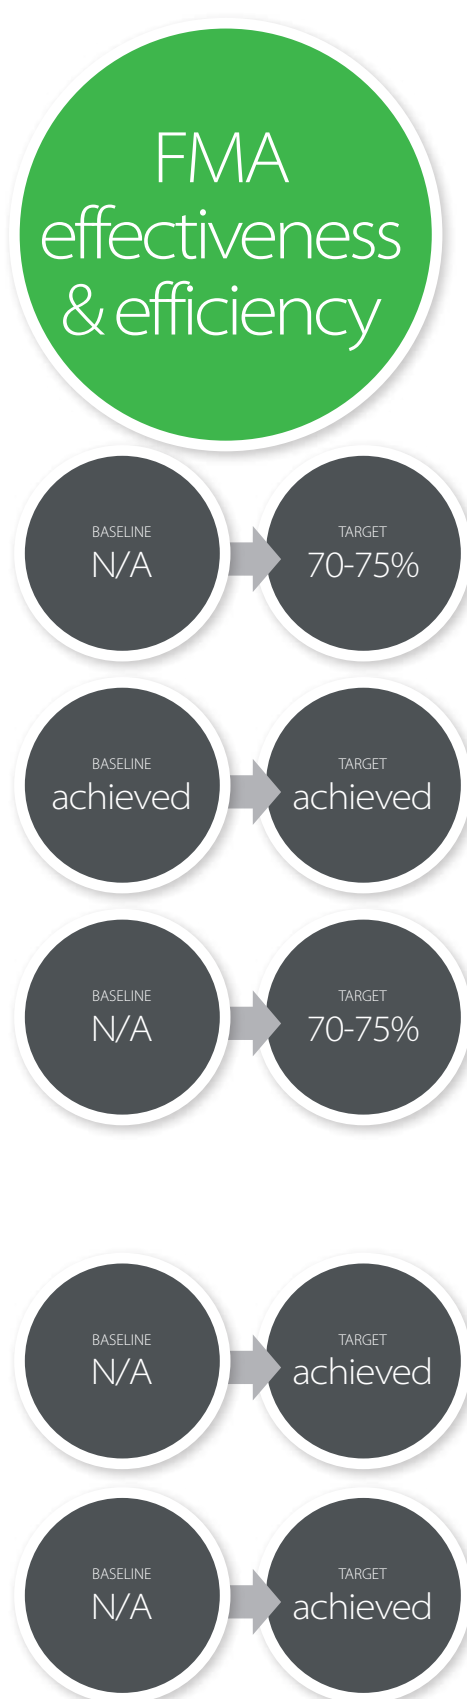 FMA
effectiveness
& efficiency
BASELINE
N/A
TARGET
70-75%
BASELINE
achieved
TARGET
achieved
BASELINE
N/A
TARGET
70-75%
BASELINE
N/A
TARGET
achieved
BASELINE
N/A
TARGET
achieved